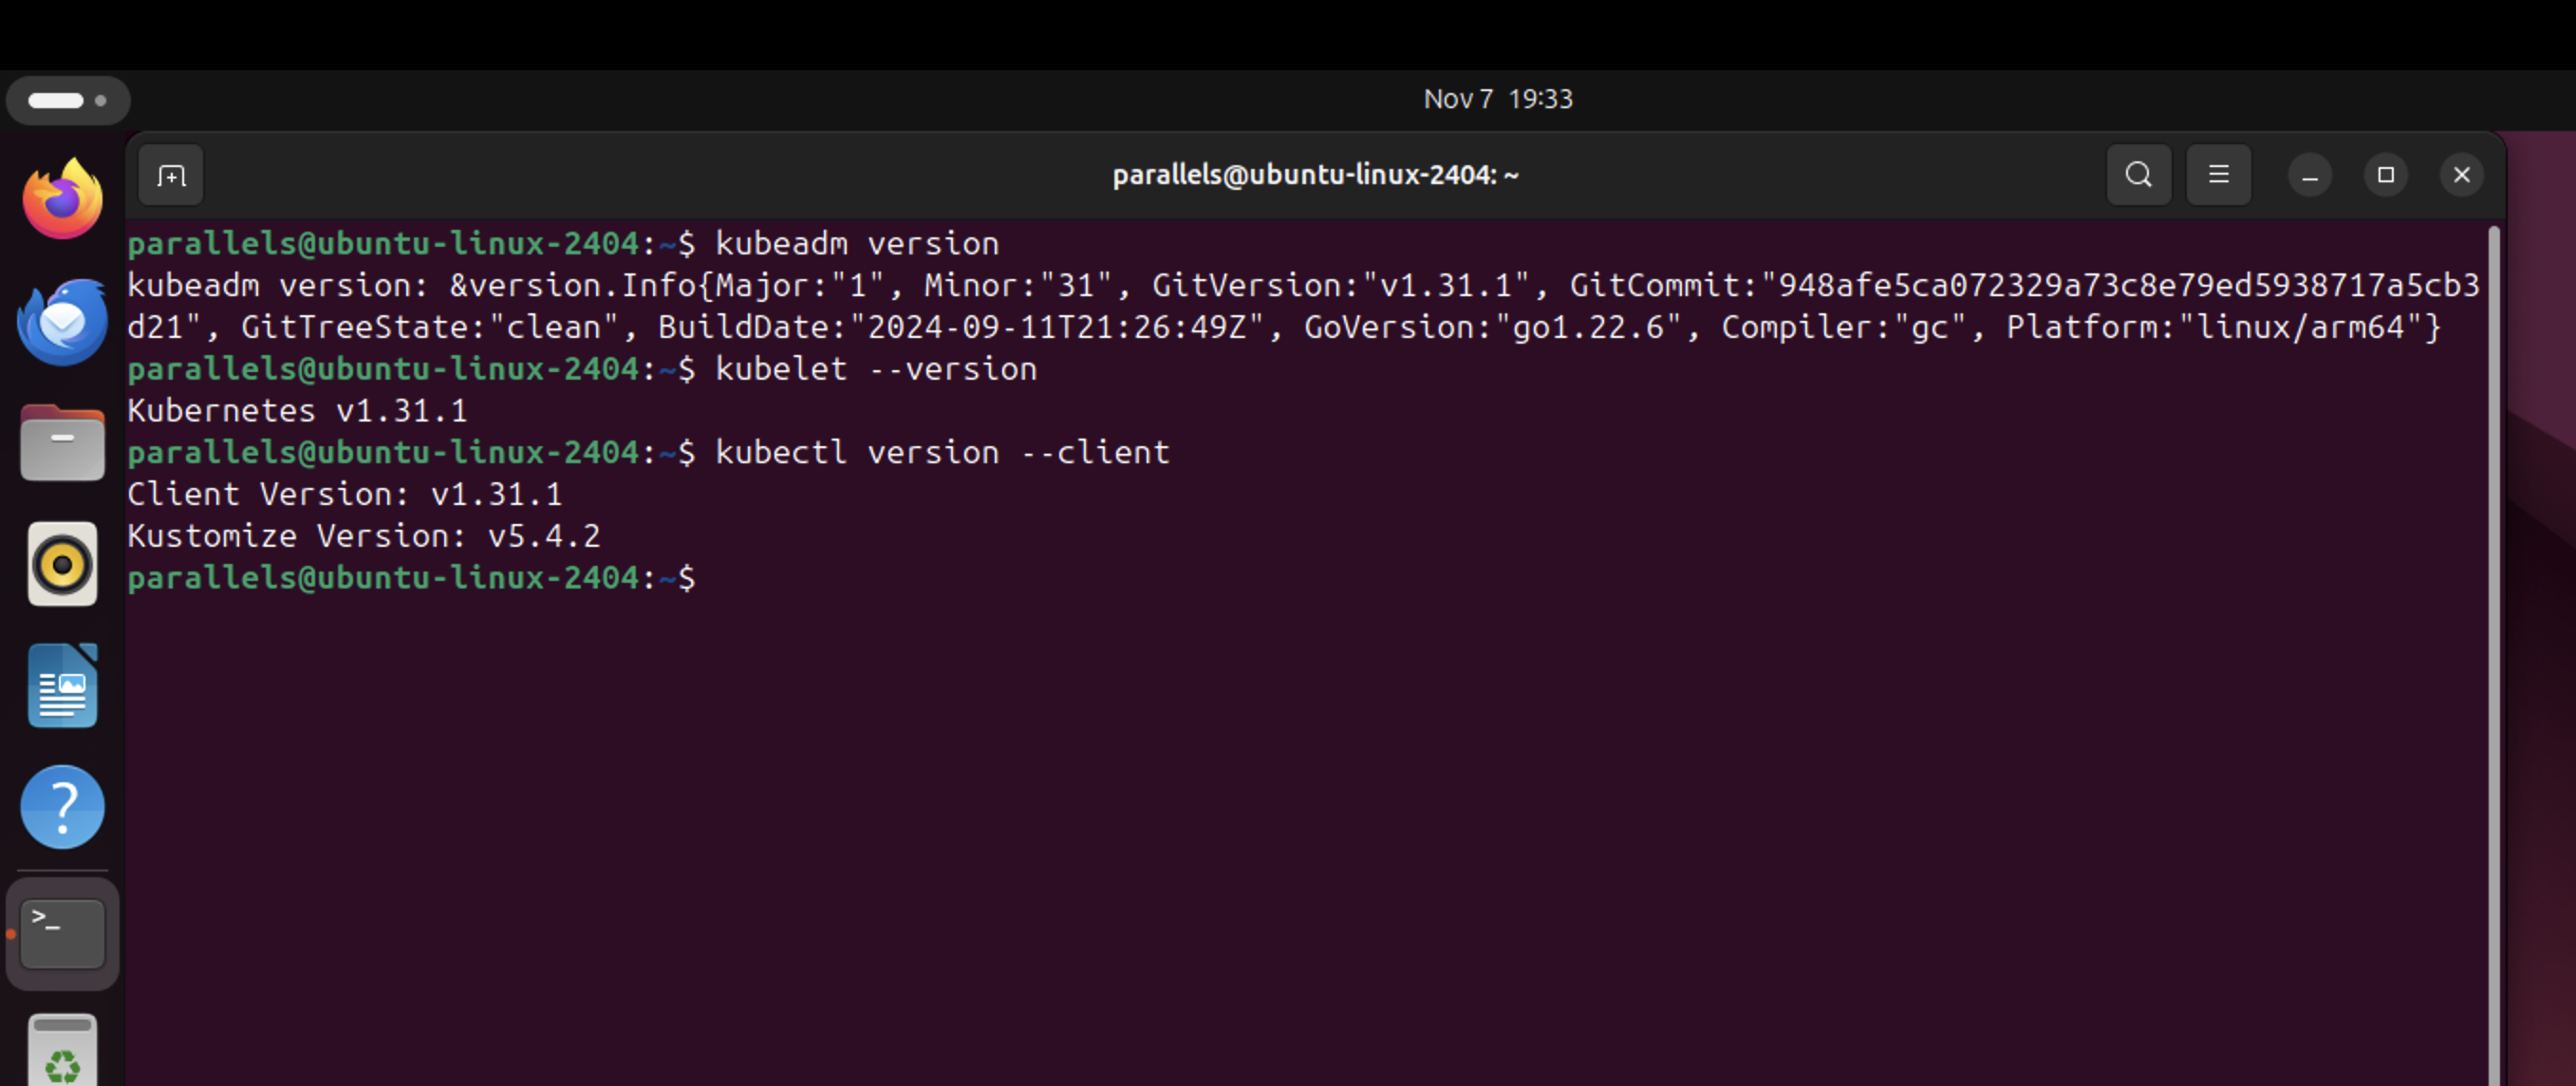 Nov 7 19:33
parallels@ubuntu-linux-2404: ~
parallels@ubuntu-linux-2404:~$ kubeadm version
kubeadm version: &version.Info{Major:"1", Minor:"31", GitVersion:"v1.31.1", GitCommit:"948afe5ca072329a73c8e79ed5938717a5cb3
d21", GitTreeState:"clean", BuildDate:"2024-09-11T21:26:49Z", GoVersion:"go1.22.6", Compiler:"gc", Platform:"linux/arm64"}
parallels@ubuntu-linux-2404:~$ kubelet --version
Kubernetes v1.31.1
parallels@ubuntu-linux-2404:~$ kubectl version --client
Client Version: v1.31.1
Kustomize Version: v5.4.2
parallels@ubuntu-linux-2404:~$